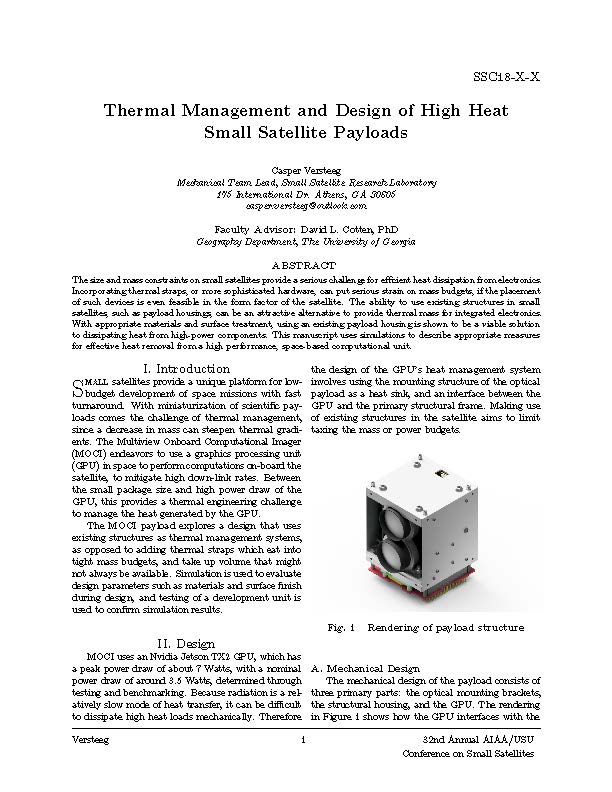 SSC18-X-X
Thermal Management and Design of High Heat
Small Satellite Payloads
Casper Versteeg
Mechanical Team Lead, Small Satellite Research Laboratory
175 International Dr. Athens, GA 30605
casper.versteeg@outlook.com
Faculty Advisor: David L. Cotten, PhD
Geography Department, The University of Georgia
ABSTRACT
The size and mass constraints on small satellites provide a serious challenge for efficient heat dissipation from electronics.
Incorporating thermal straps, or more sophisticated hardware, can put serious strain on mass budgets, if the placement
of such devices is even feasible in the form factor of the satellite. The ability to use existing structures in small
satellites, such as payload housings, can be an attractive alternative to provide thermal mass for integrated electronics.
With appropriate materials and surface treatment, using an existing payload housing is shown to be a viable solution
to dissipating heat from high-power components. This manuscript uses simulations to describe appropriate measures
for effective heat removal from a high performance, space-based computational unit.
I. Introduction
SMALL satellites provide a unique platform for low-
budget development of space missions with fast
turnaround. With miniaturization of scientific pay-
loads comes the challenge of thermal management,
since a decrease in mass can steepen thermal gradi-
ents. The Multiview Onboard Computational Imager
(MOCI) endeavors to use a graphics processing unit
(GPU) in space to perform computations on-board the
satellite, to mitigate high down-link rates. Between
the small package size and high power draw of the
GPU, this provides a thermal engineering challenge
to manage the heat generated by the GPU.
The MOCI payload explores a design that uses
existing structures as thermal management systems,
as opposed to adding thermal straps which eat into
tight mass budgets, and take up volume that might
not always be available. Simulation is used to evaluate
design parameters such as materials and surface finish
during design, and testing of a development unit is
used to confirm simulation results.
II. Design
MOCI uses an Nvidia Jetson TX2 GPU, which has
a peak power draw of about 7 Watts, with a nominal
power draw of around 3.5 Watts, determined through
testing and benchmarking. Because radiation is a rel-
atively slow mode of heat transfer, it can be difficult
to dissipate high heat loads mechanically. Therefore
the design of the GPU's heat management system
involves using the mounting structure of the optical
payload as a heat sink, and an interface between the
GPU and the primary structural frame. Making use
of existing structures in the satellite aims to limit
taxing the mass or power budgets.
Fig. 1 Rendering of payload structure
A. Mechanical Design
The mechanical design of the payload consists of
three primary parts: the optical mounting brackets,
the structural housing, and the GPU. The rendering
in Figure 1 shows how the GPU interfaces with the
Versteeg
1
32nd Annual AIAA/USU
Conference on Small Satellites